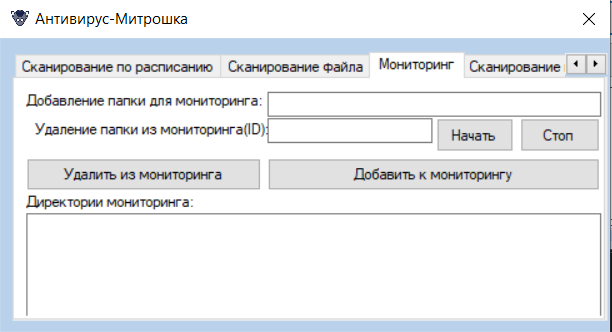 Антивирус-Митрошка
Сканирование по расписанию Сканирование файла Мониторинг Сканирование
Добавление папки для мониторинга:
Удаление папки из мониторинга(ID):
Начать Стоп
Удалить из мониторинга Добавить к мониторингу
Директории мониторинга: